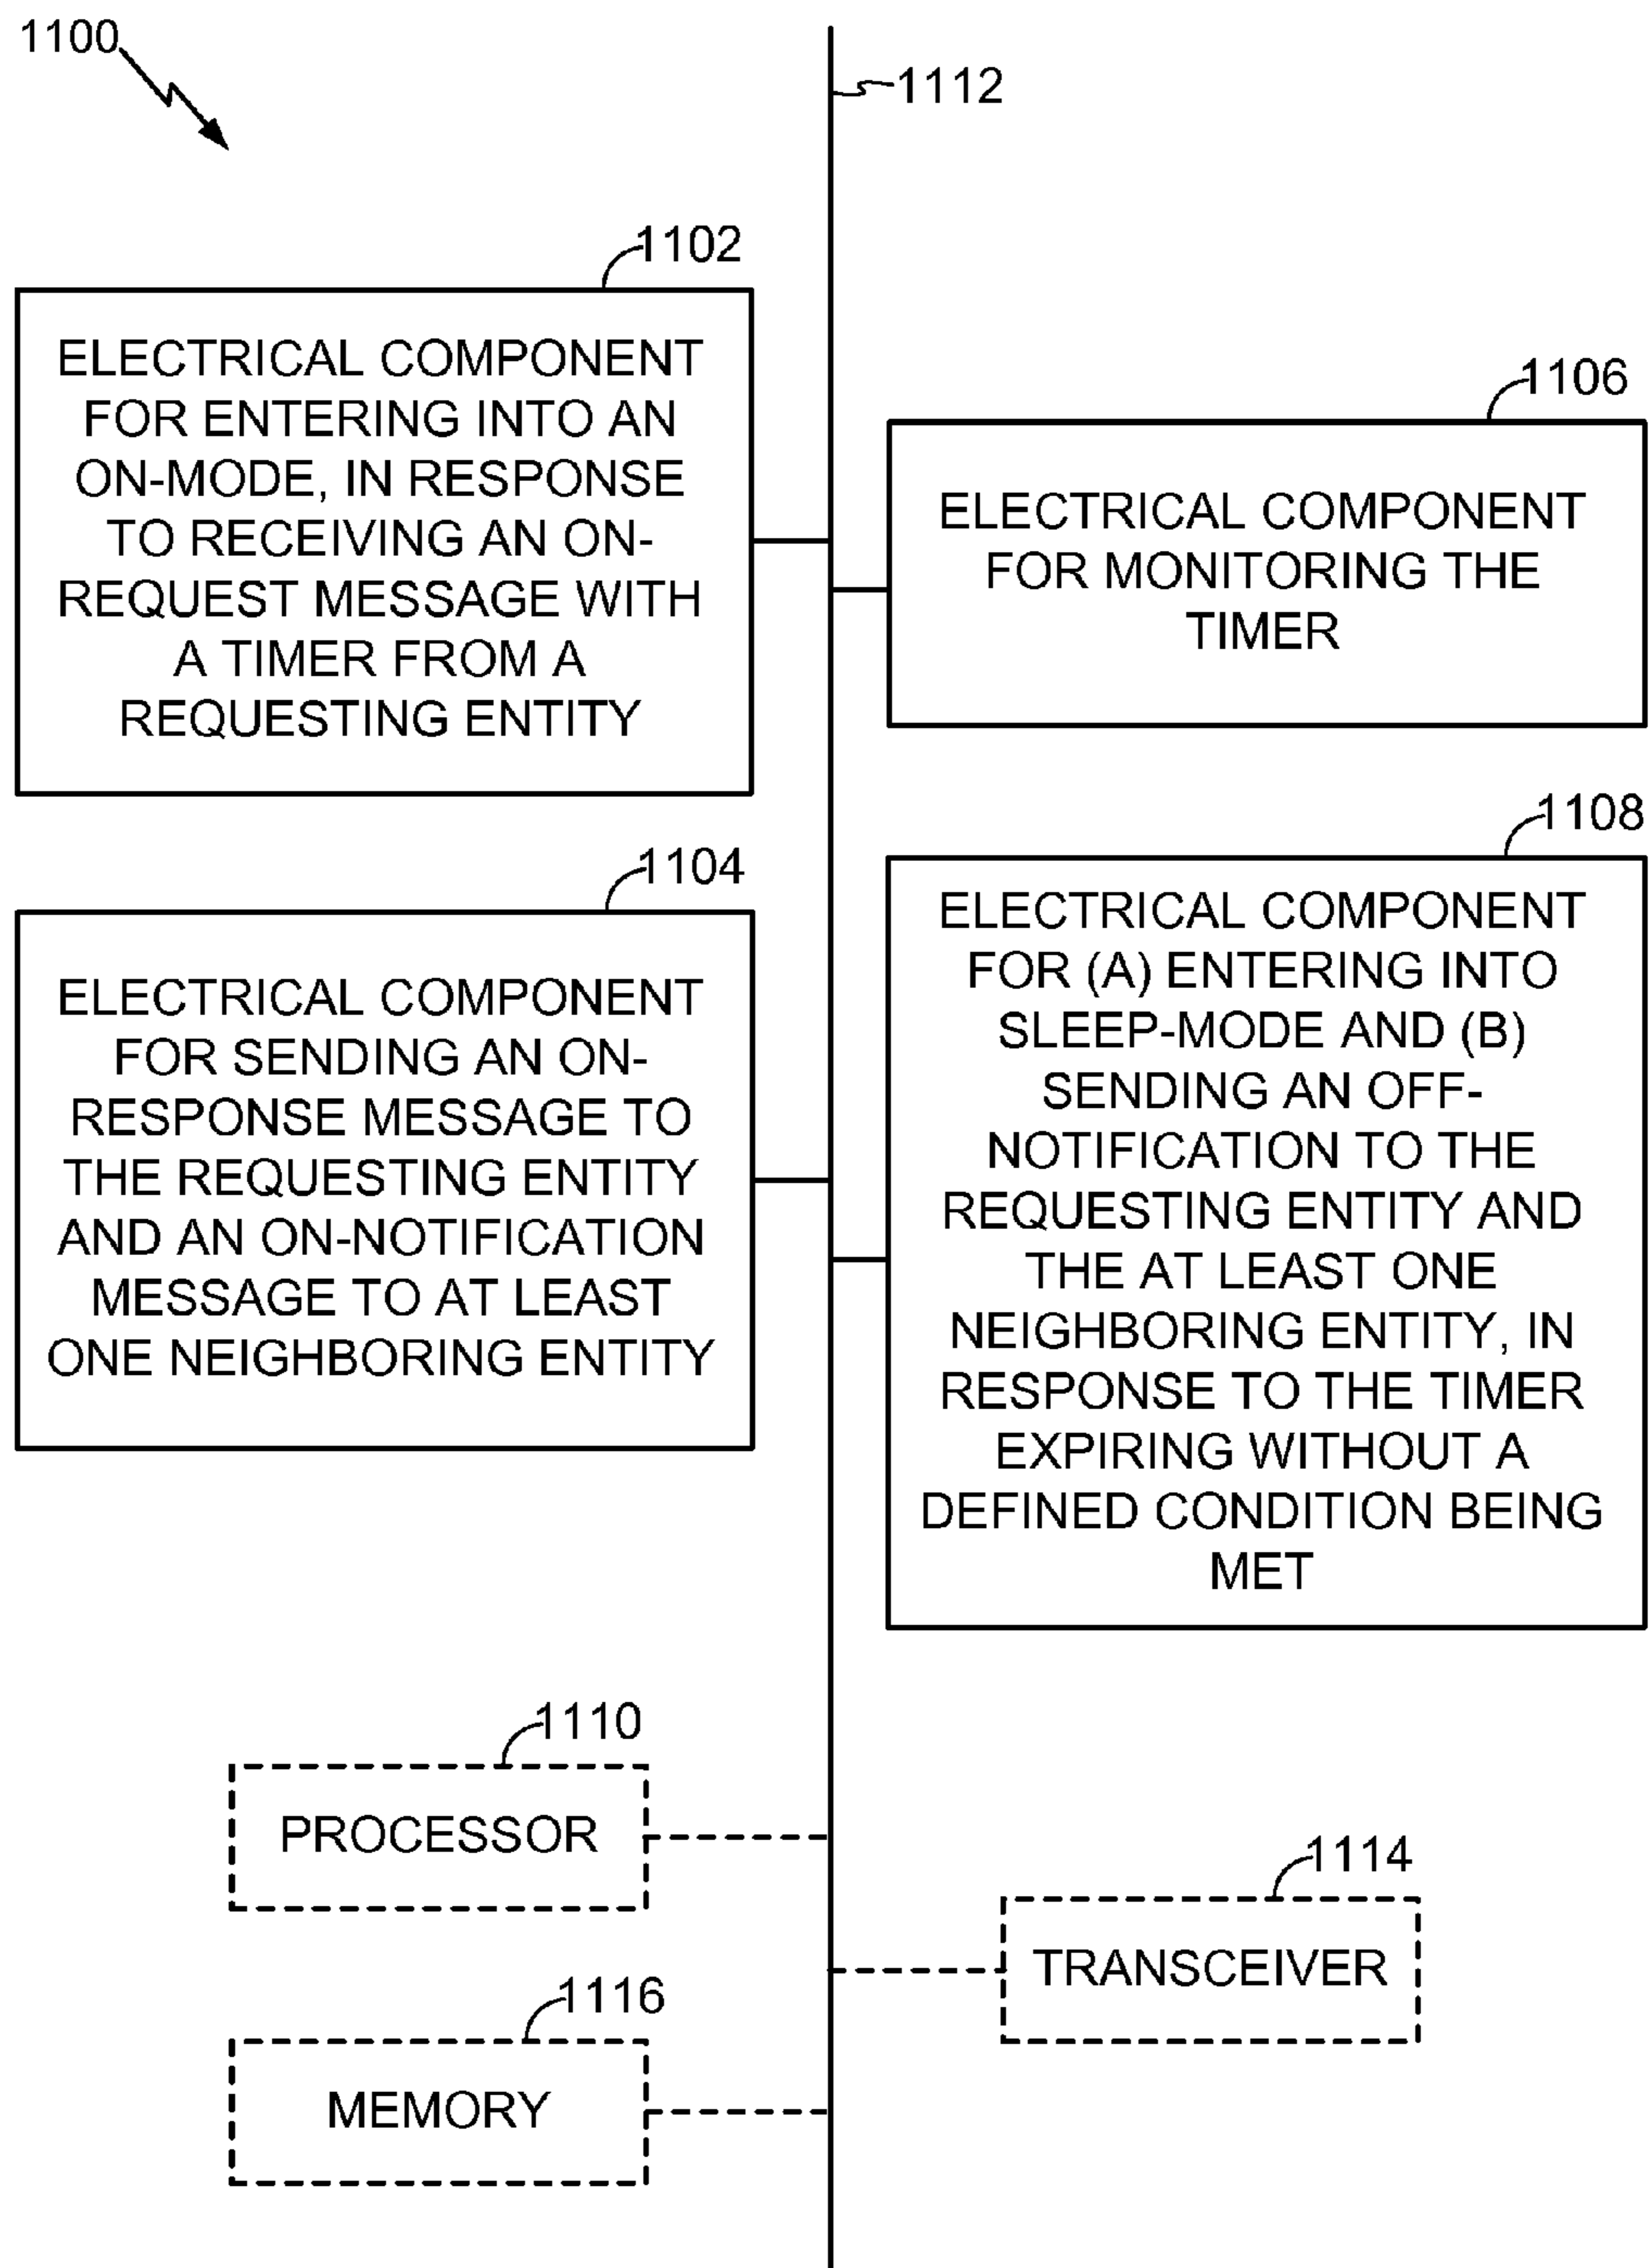 1100
1112
1102
ELECTRICAL COMPONENT
FOR ENTERING INTO AN
ON-MODE, IN RESPONSE
TO RECEIVING AN ON-
REQUEST MESSAGE WITH
A TIMER FROM A
REQUESTING ENTITY
1106
ELECTRICAL COMPONENT
FOR MONITORING THE
TIMER
1104
ELECTRICAL COMPONENT
FOR SENDING AN ON-
RESPONSE MESSAGE TO
THE REQUESTING ENTITY
AND AN ON-NOTIFICATION
MESSAGE TO AT LEAST
ONE NEIGHBORING ENTITY
1108
ELECTRICAL COMPONENT
FOR (A) ENTERING INTO
SLEEP-MODE AND (B)
SENDING AN OFF-
NOTIFICATION TO THE
REQUESTING ENTITY AND
THE AT LEAST ONE
NEIGHBORING ENTITY, IN
RESPONSE TO THE TIMER
EXPIRING WITHOUT A
DEFINED CONDITION BEING
MET
1110
PROCESSOR
1114
TRANSCEIVER
1116
MEMORY